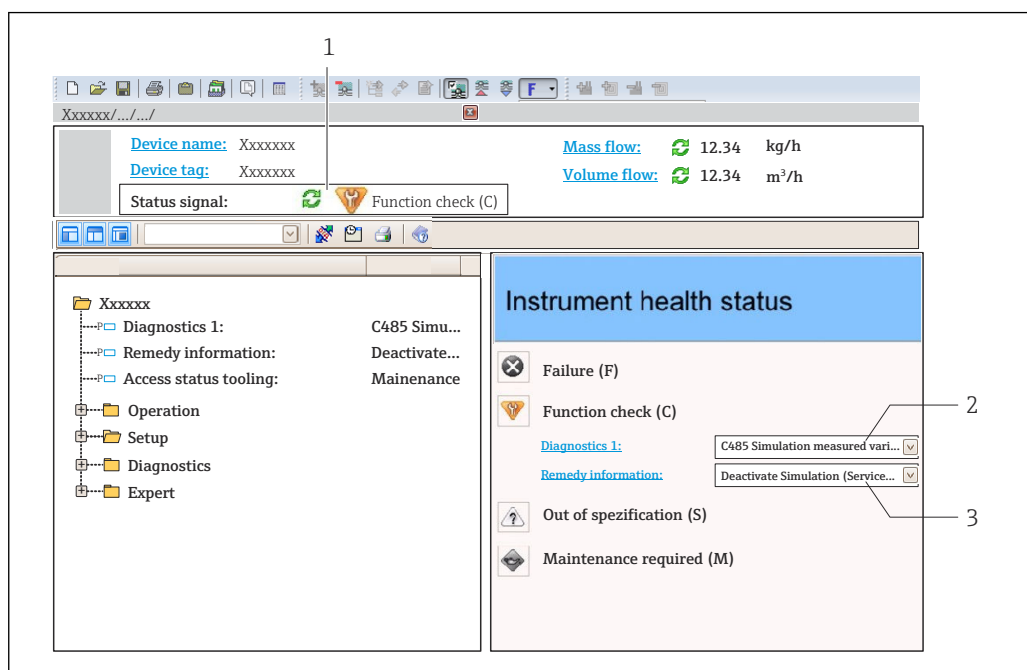 1
F
Xxxxxx/.../.../
Device name: Xxxxxxx
Mass flow: 12.34 kg/h
Device tag: Xxxxxxx
Volume flow: 12.34 m³/h
Status signal: Function check (C)
Xxxxxx
Diagnostics 1: C485 Simu...
Remedy information: Deactivate...
Access status tooling: Mainenance
Operation
Setup
Diagnostics
Expert
Instrument health status
Failure (F)
Function check (C)
2
Diagnostics 1: C485 Simulation measured vari...
Remedy information: Deactivate Simulation (Service...
3
Out of spezification (S)
Maintenance required (M)